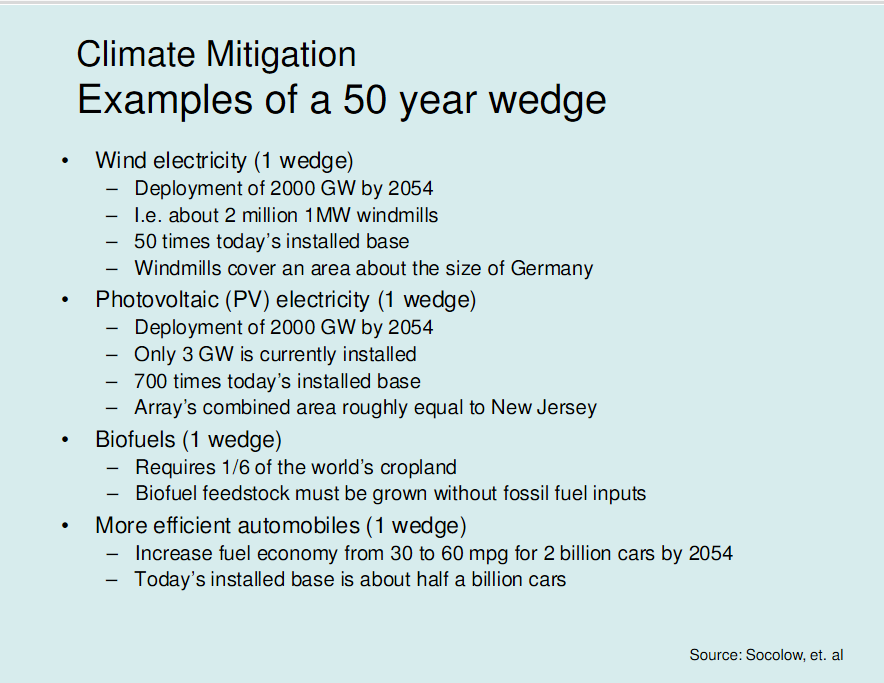 Climate Mitigation
Examples of a 50 year wedge
• Wind electricity (1 wedge)
– Deployment of 2000 GW by 2054
– I.e. about 2 million 1MW windmills
– 50 times today's installed base
– Windmills cover an area about the size of Germany
• Photovoltaic (PV) electricity (1 wedge)
– Deployment of 2000 GW by 2054
– Only 3 GW is currently installed
– 700 times today's installed base
– Array's combined area roughly equal to New Jersey
• Biofuels (1 wedge)
– Requires 1/6 of the world's cropland
– Biofuel feedstock must be grown without fossil fuel inputs
• More efficient automobiles (1 wedge)
– Increase fuel economy from 30 to 60 mpg for 2 billion cars by 2054
– Today's installed base is about half a billion cars
Source: Socolow, et. al